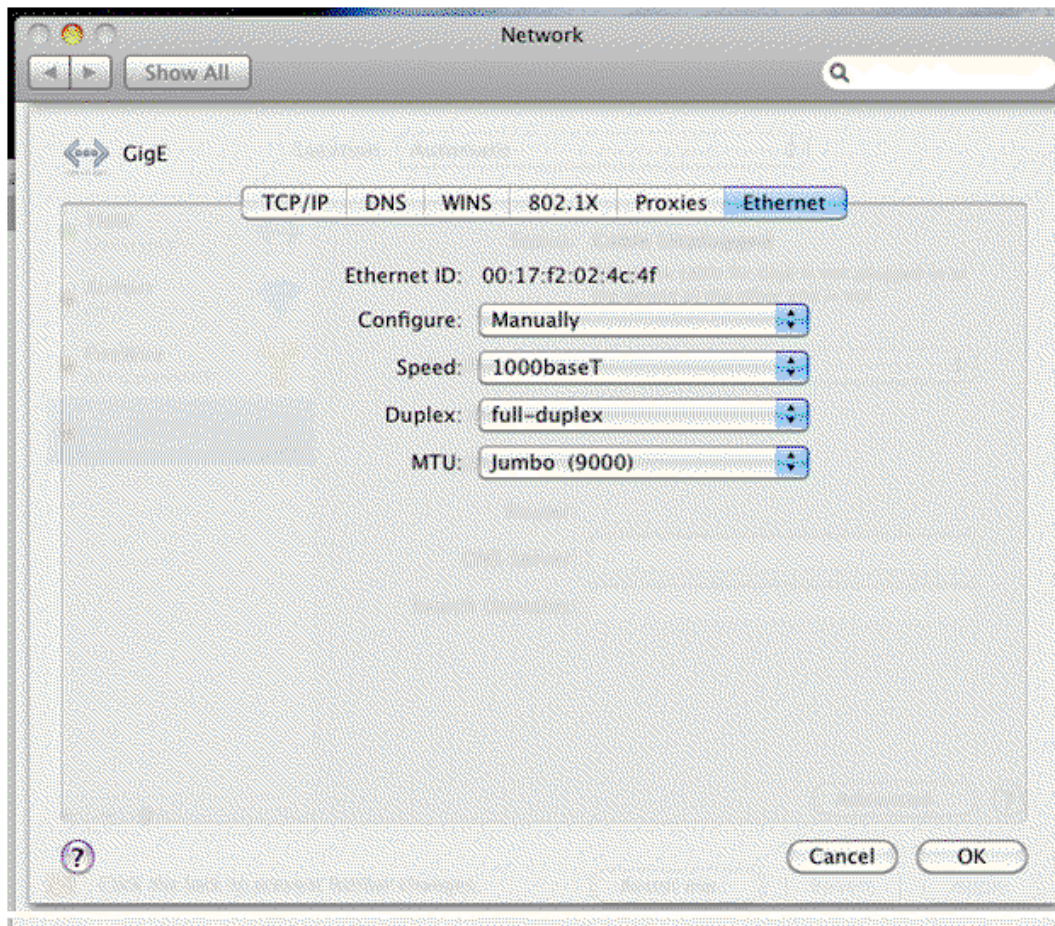 Network
Show All
GigE
TCP/IP DNS WINS 802.1X Proxies Ethernet
Ethernet ID: 00:17:f2:02:4c:4f
Configure: Manually
Speed: 1000baseT
Duplex: full-duplex
MTU: Jumbo (9000)
? Cancel OK